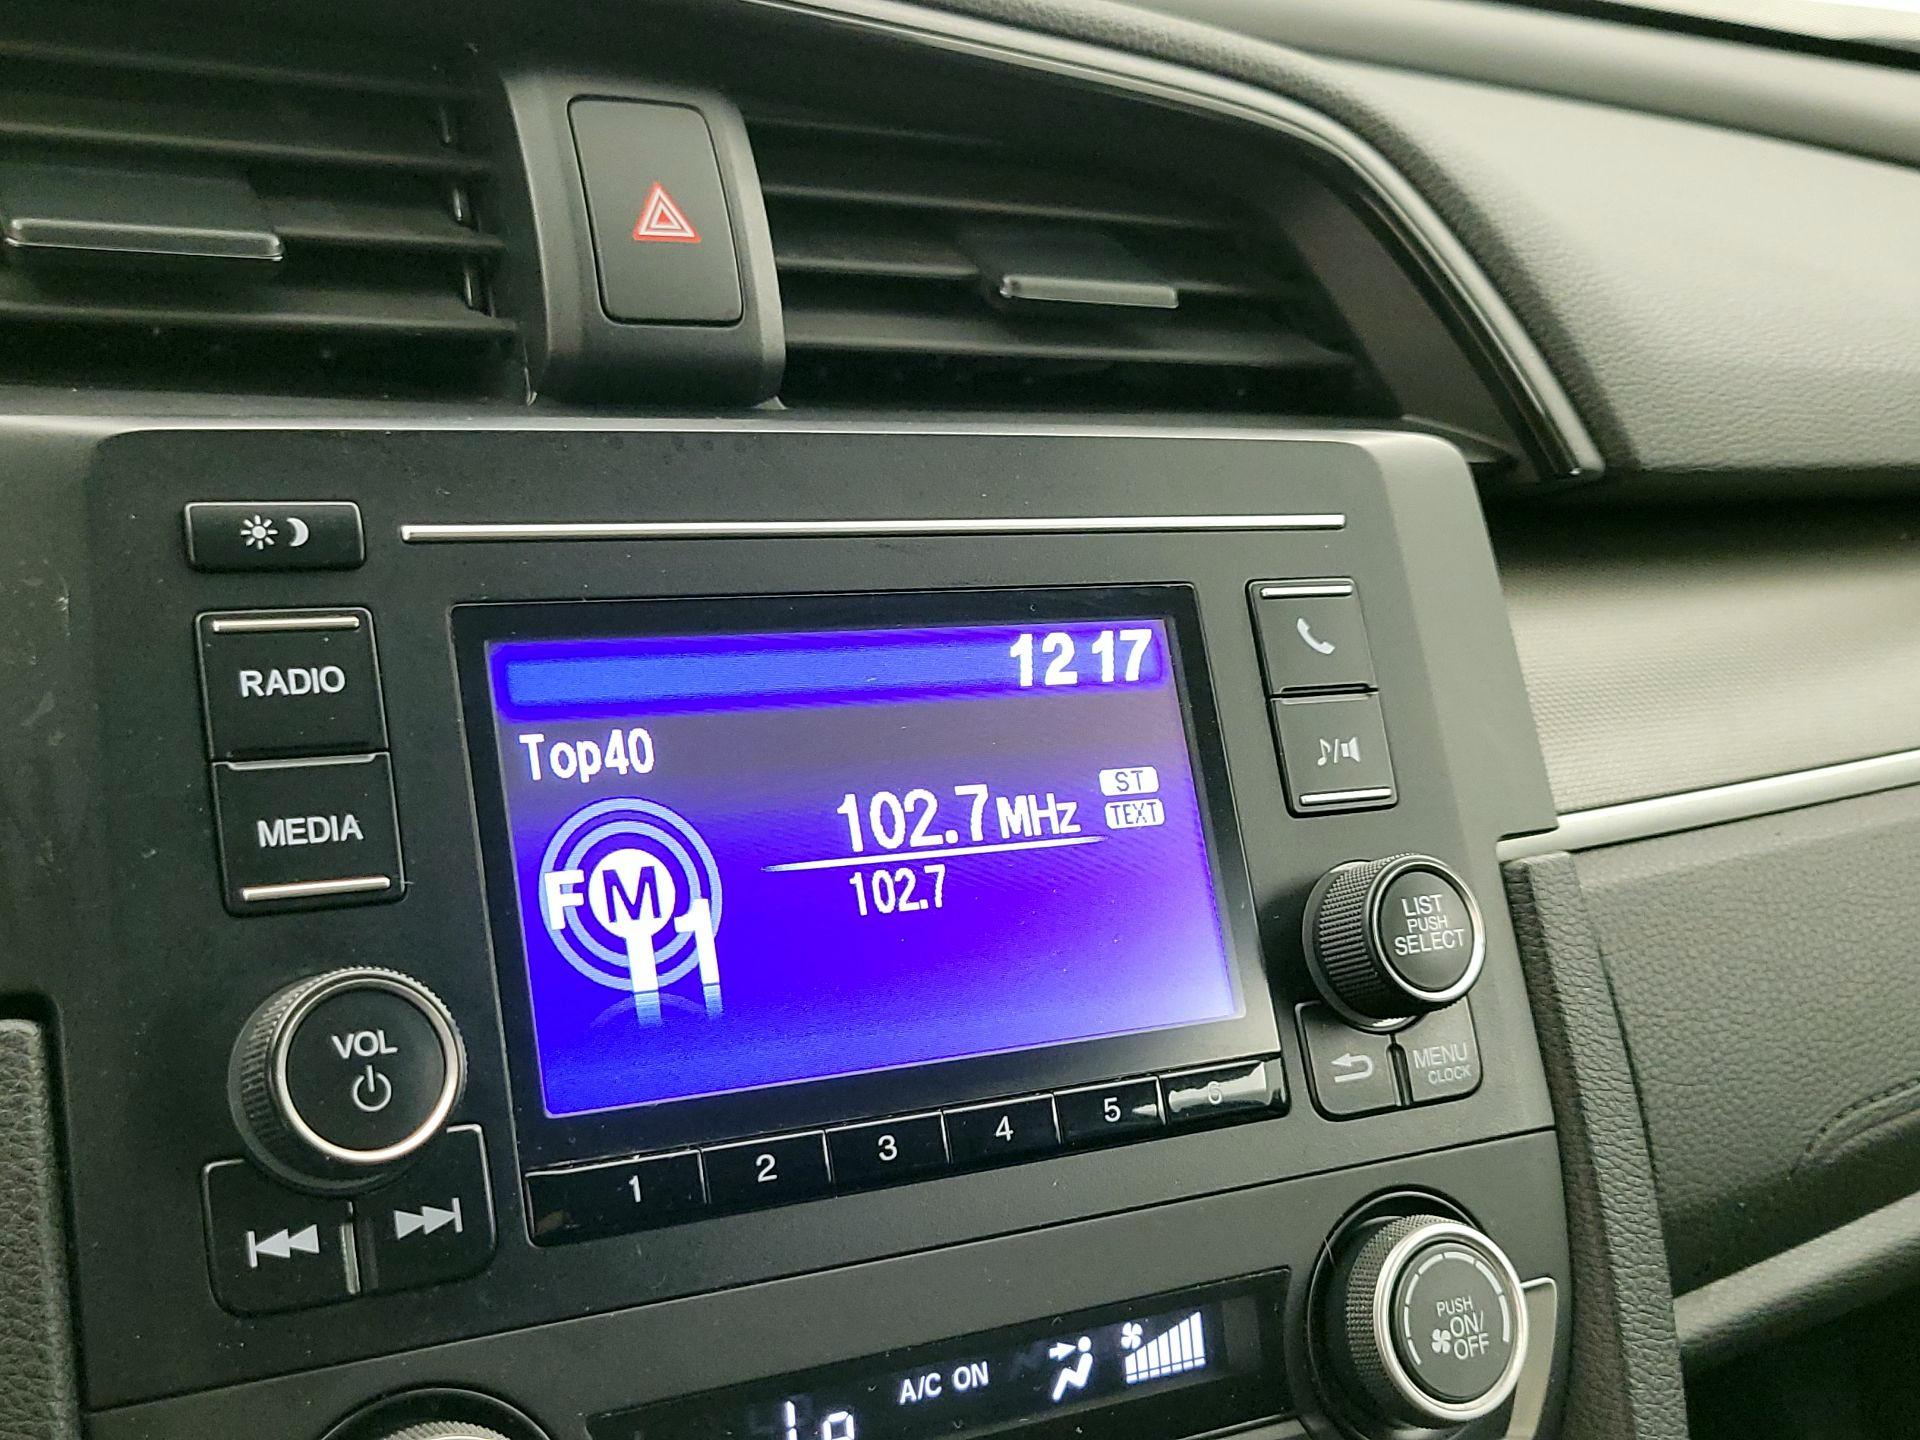 RADIO
MEDIA
VOL
12 17
Top40
102.7 MHz
ST
TEXT
102.7
FM 1
LIST
PUSH
SELECT
MENU
CLOCK
1 2 3 4 5 6
A/C ON
Lo
PUSH
ON/
OFF